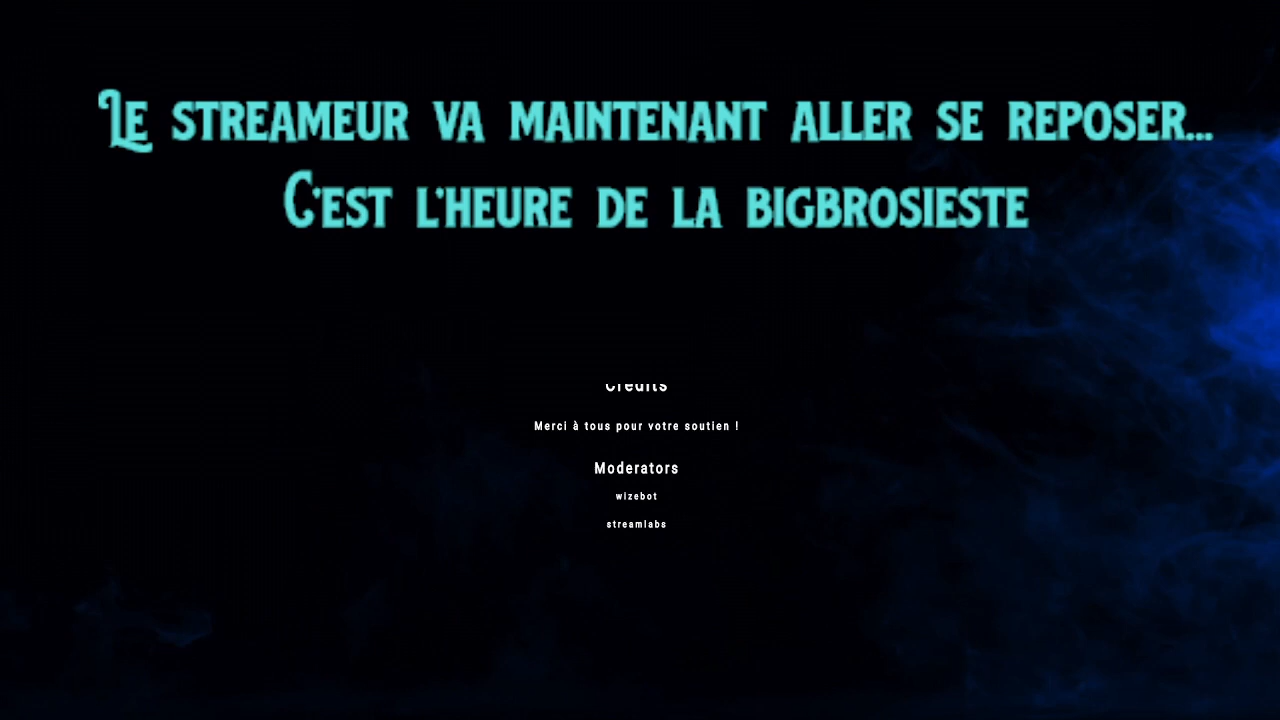 Le streameur va maintenant aller se reposer...
C'est l'heure de la bigbrosieste
Credits
Merci à tous pour votre soutien !
Moderators
wizebot
streamlabs